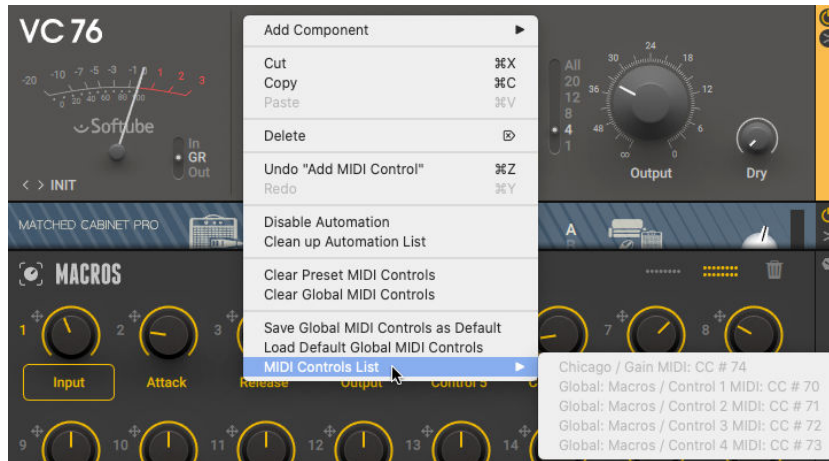 VC 76
-20 -10 -7 -5 -3 -1 1 2 3
0 20 40 60 80 100
Softube
In
GR
Out
< > INIT
Add Component
Cut ⌘X
Copy ⌘C
Paste ⌘V
Delete ⌦
Undo "Add MIDI Control" ⌘Z
Redo ⌘Y
Disable Automation
Clean up Automation List
Clear Preset MIDI Controls
Clear Global MIDI Controls
Save Global MIDI Controls as Default
Load Default Global MIDI Controls
MIDI Controls List
All
20
12
8
4
1
∞ 48 36 30 24 18 12 6 0
Output
Dry
MATCHED CABINET PRO
A
MACROS
1 2 3 7 8
Input Attack Release Output Control 5
Chicago / Gain MIDI: CC # 74
Global: Macros / Control 1 MIDI: CC # 70
Global: Macros / Control 2 MIDI: CC # 71
Global: Macros / Control 3 MIDI: CC # 72
Global: Macros / Control 4 MIDI: CC # 73
9 10 11 12 13 14